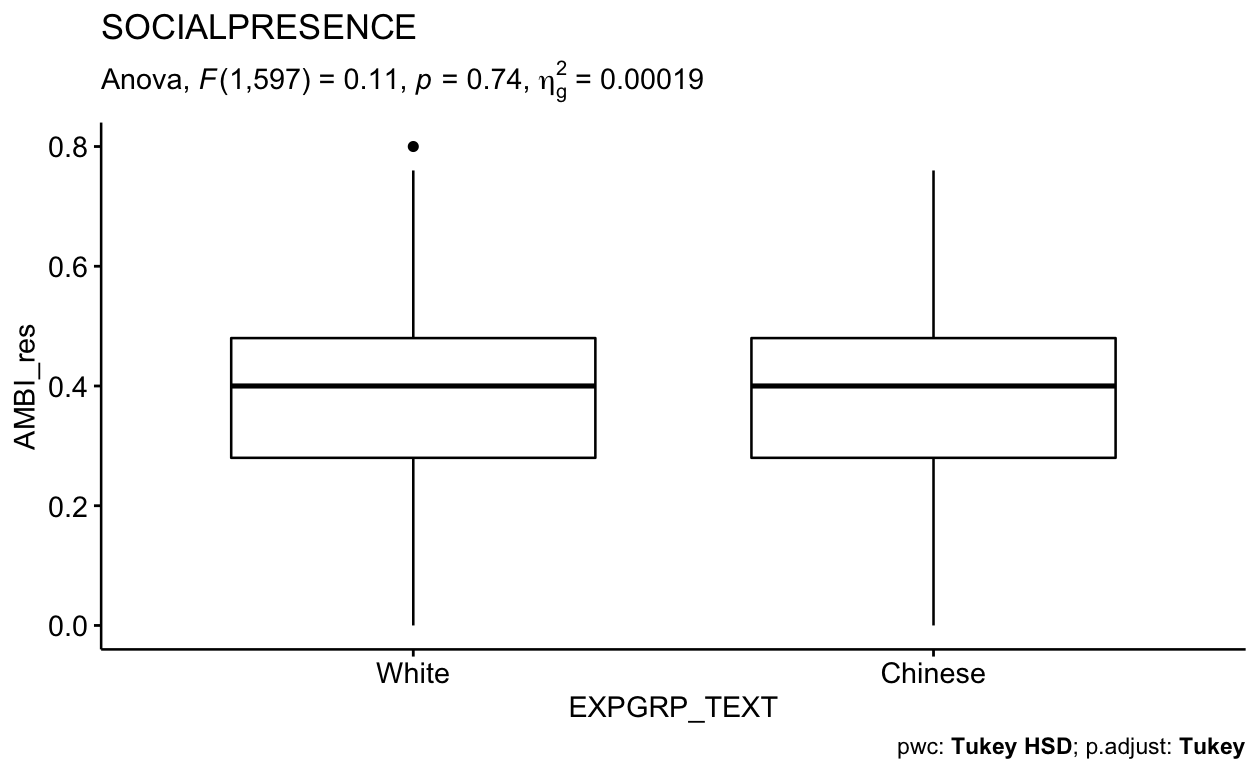 SOCIALPRESENCE
Anova, F(1,597) = 0.11, p = 0.74, η²g = 0.00019
0.8
0.6
0.4
0.2
0.0
AMBI_res
White Chinese
EXPGRP_TEXT
pwc: Tukey HSD; p.adjust: Tukey